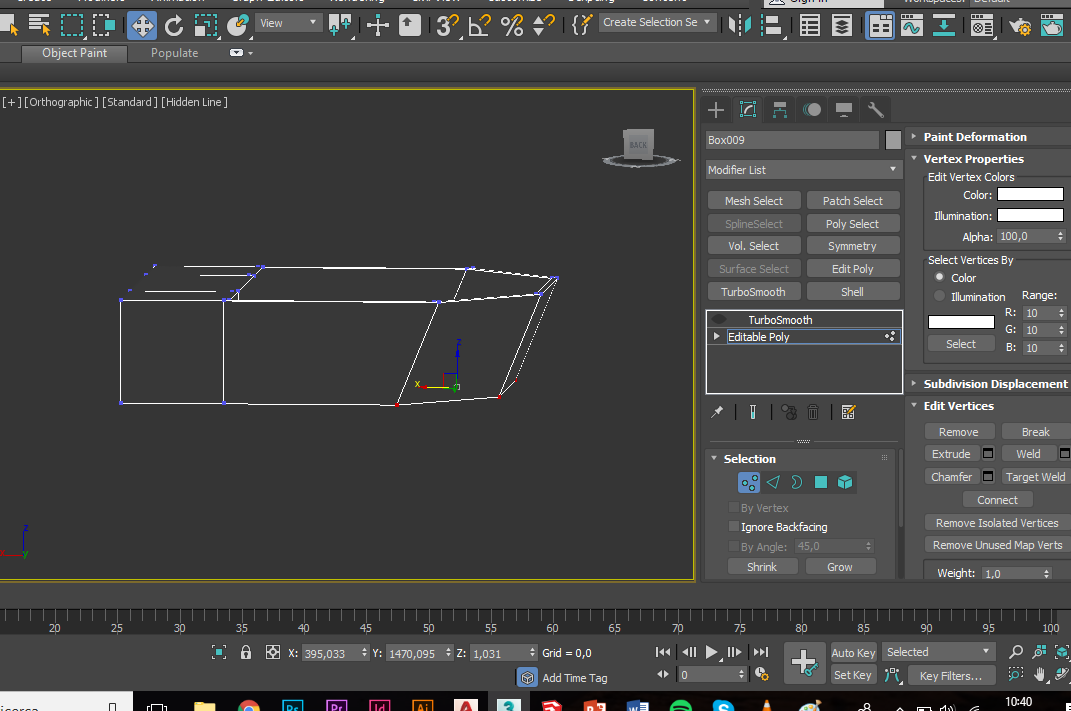 View
Create Selection Se
Object Paint
Populate
[+] [Orthographic] [Standard] [Hidden Line]
BACK
z
x
z
y
Box009
Modifier List
Mesh Select
Patch Select
SplineSelect
Poly Select
Vol. Select
Symmetry
Surface Select
Edit Poly
TurboSmooth
Shell
TurboSmooth
Editable Poly
Selection
By Vertex
Ignore Backfacing
By Angle: 45,0
Shrink
Grow
Paint Deformation
Vertex Properties
Edit Vertex Colors
Color:
Illumination:
Alpha: 100,0
Select Vertices By
Color
Illumination
Range:
R: 10
G: 10
B: 10
Select
Subdivision Displacement
Edit Vertices
Remove
Break
Extrude
Weld
Chamfer
Target Weld
Connect
Remove Isolated Vertices
Remove Unused Map Verts
Weight: 1,0
20 25 30 35 40 45 50 55 60 65 70 75 80 85 90 95 100
X: 395,033 Y: 1470,095 Z: 1,031 Grid = 0,0
Add Time Tag
0
Auto Key
Selected
Set Key
Key Filters...
Ps Pr Id Ai
10:40